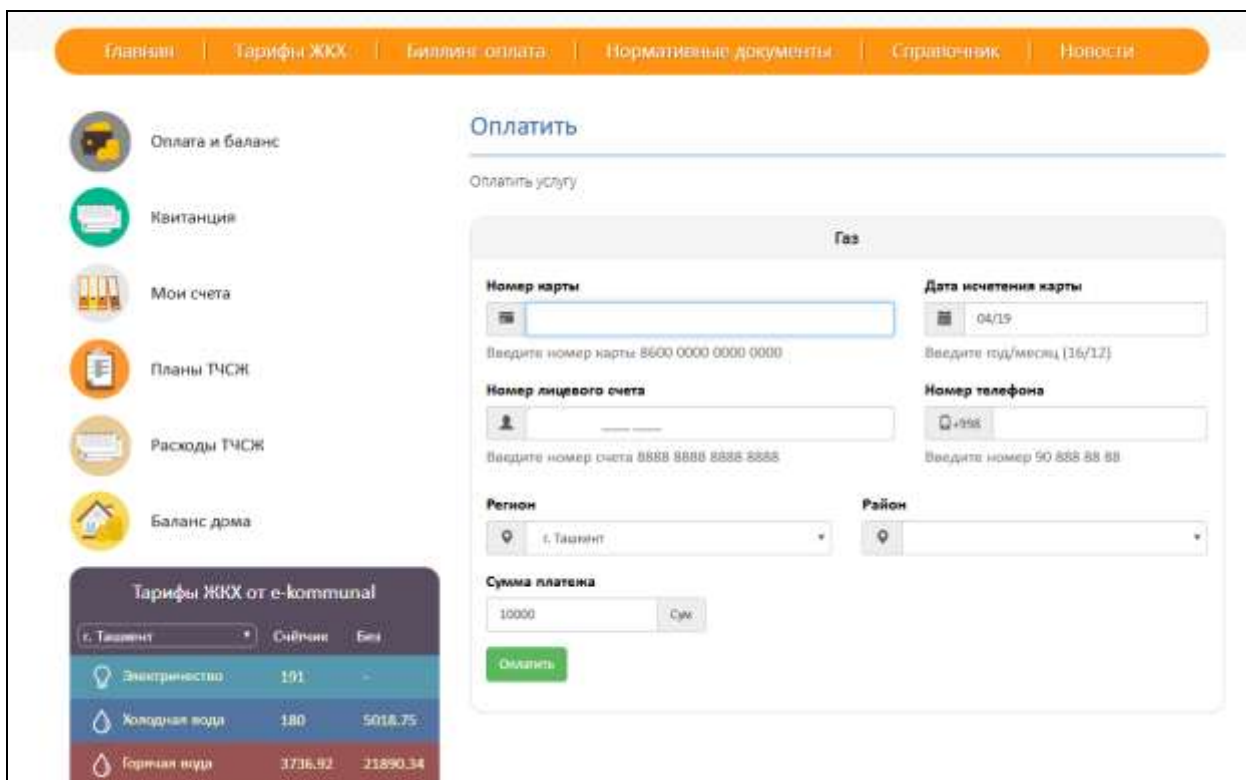 Главная
Тарифы ЖКХ
Биллинг оплата
Нормативные документы
Справочник
Новости
Оплата и баланс
Квитанция
Мои счета
Планы ТЧСЖ
Расходы ТЧСЖ
Баланс дома
Тарифы ЖКХ от e-kommunal
г. Ташкент Счётчик Без
Электричество 191 -
Холодная вода 180 5018.75
Горячая вода 3736.92 21890.34
Оплатить
Оплатить услугу
Газ
Номер карты Дата исчетения карты
04/19
Введите номер карты 8600 0000 0000 0000 Введите год/месяц (16/12)
Номер лицевого счета Номер телефона
+998
Введите номер счета 8888 8888 8888 8888 Введите номер 90 888 88 88
Регион Район
г. Ташкент
Сумма платежа
10000 Сум
Оплатить